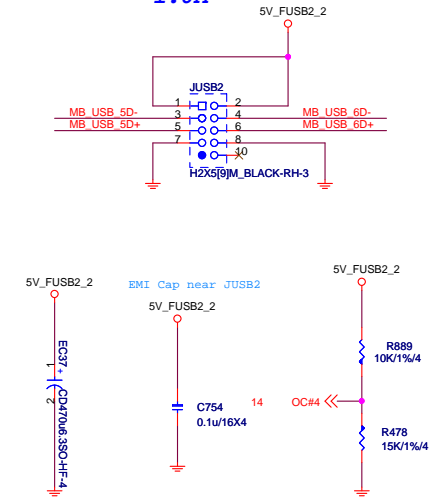 5V_FUSB2_2
JUSB2
1 2
MB_USB_5D- 3 4 MB_USB_6D-
MB_USB_5D+ 5 6 MB_USB_6D+
7 8
10
H2X5[9]M_BLACK-RH-3
5V_FUSB2_2
EMI Cap near JUSB2
5V_FUSB2_2
5V_FUSB2_2
1
EC37
+
2
CD470u6.3SO-HF-4
C754
0.1u/16X4
14 OC#4
R889
10K/1%/4
R478
15K/1%/4